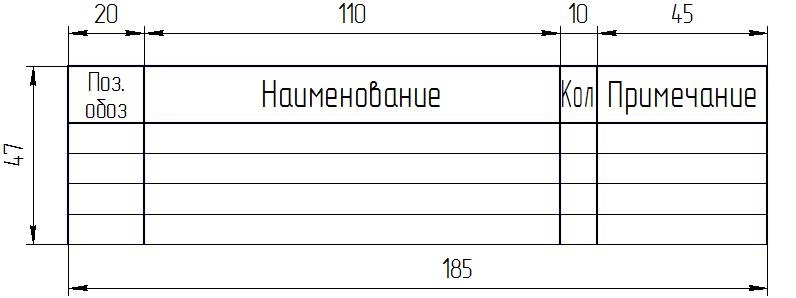 20 110 10 45
Поз.
обоз
Наименование Кол Примечание
47
185